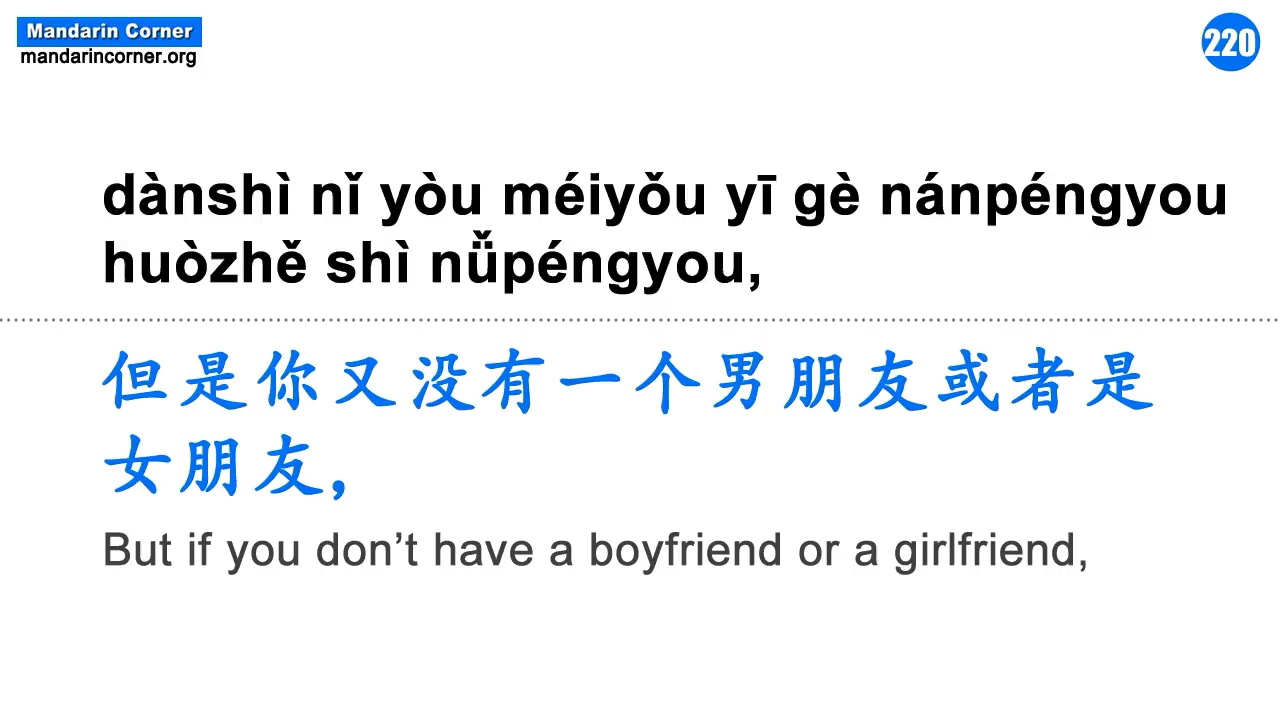 Mandarin Corner
mandarincorner.org
220
dànshì nǐ yòu méiyǒu yī gè nánpéngyou
huòzhě shì nǚpéngyou,
但是你又没有一个男朋友或者是
女朋友,
But if you don’t have a boyfriend or a girlfriend,